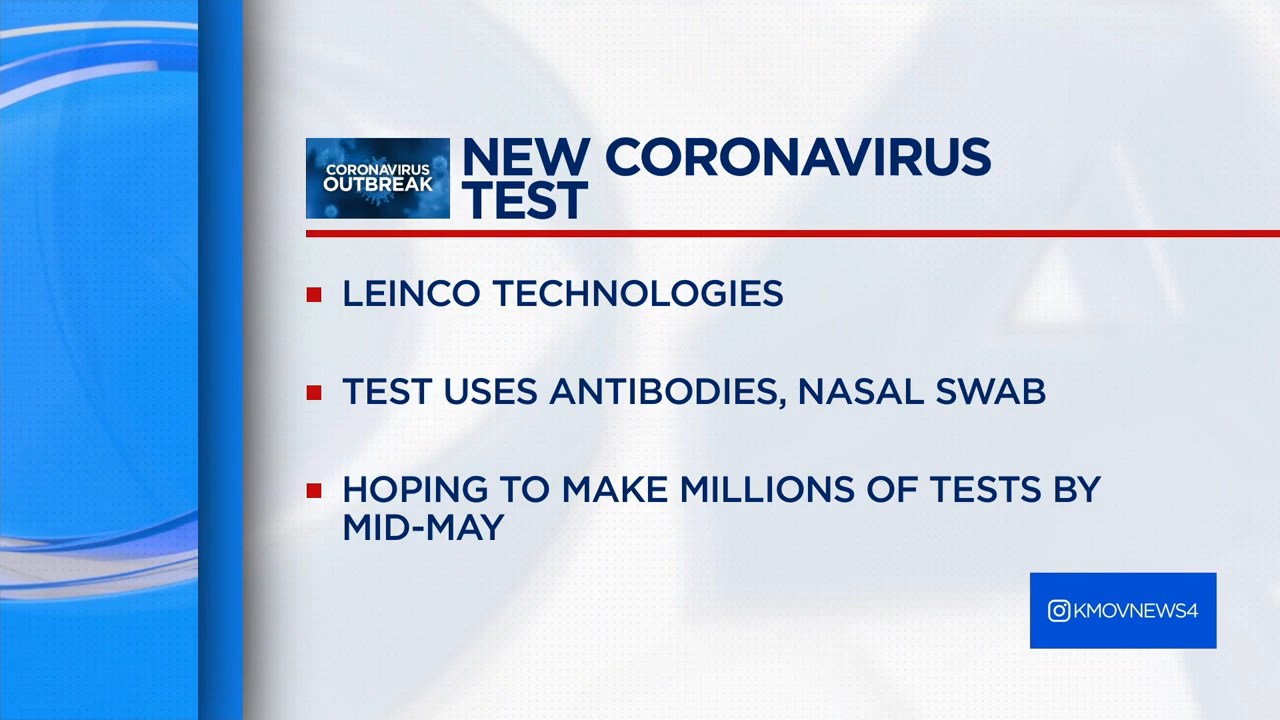 CORONAVIRUS
OUTBREAK
NEW CORONAVIRUS
TEST
LEINCO TECHNOLOGIES
TEST USES ANTIBODIES, NASAL SWAB
HOPING TO MAKE MILLIONS OF TESTS BY
MID-MAY
KMOVNEWS4